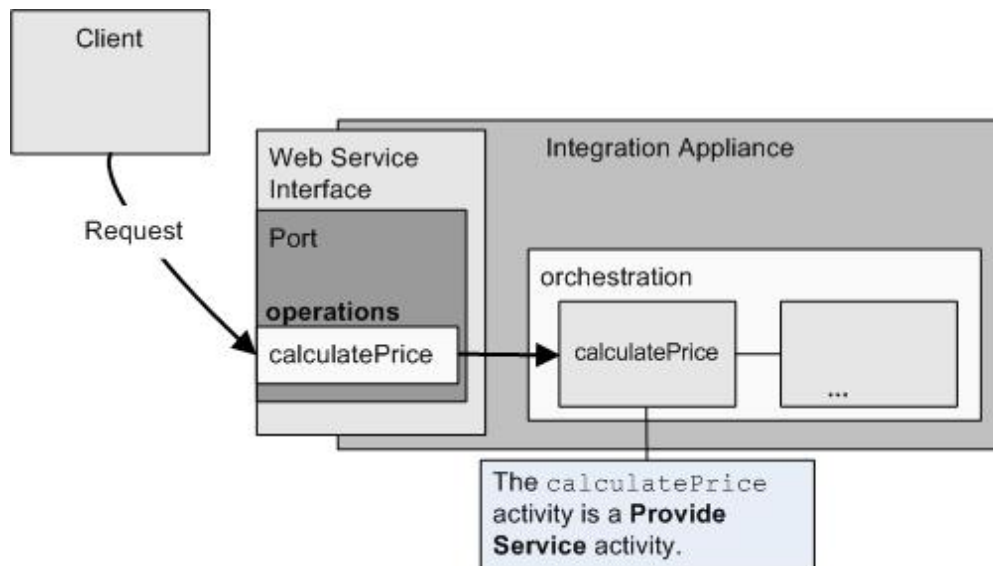 Client
Request
Web Service
Interface
Port
operations
calculatePrice
Integration Appliance
orchestration
calculatePrice
...
The calculatePrice
activity is a Provide
Service activity.